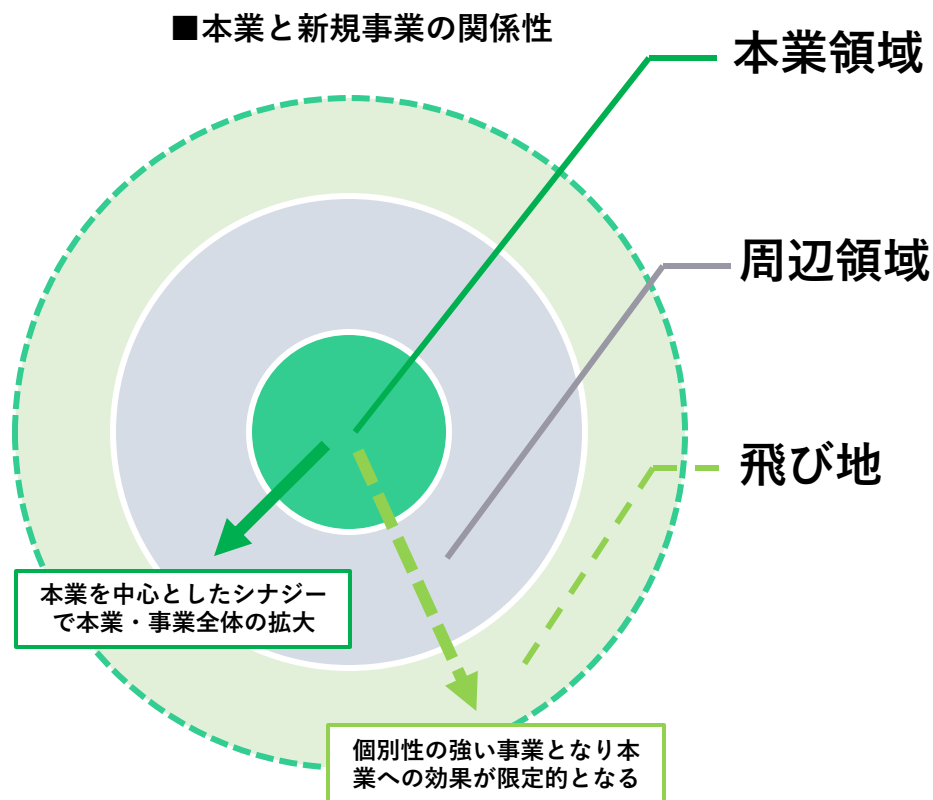 ■本業と新規事業の関係性
本業領域
周辺領域
飛び地
本業を中心としたシナジー
で本業・事業全体の拡大
個別性の強い事業となり本
業への効果が限定的となる